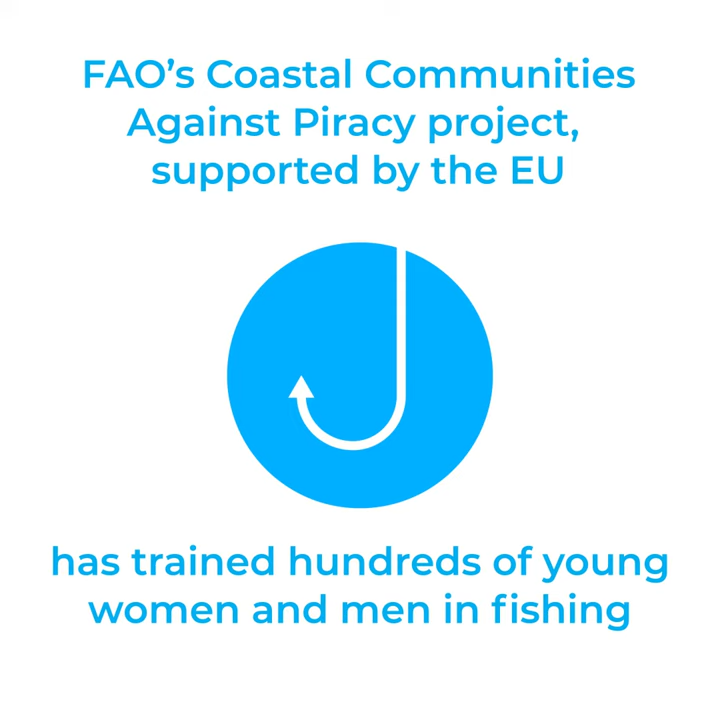 FAO’s Coastal Communities
Against Piracy project,
supported by the EU
has trained hundreds of young
women and men in fishing